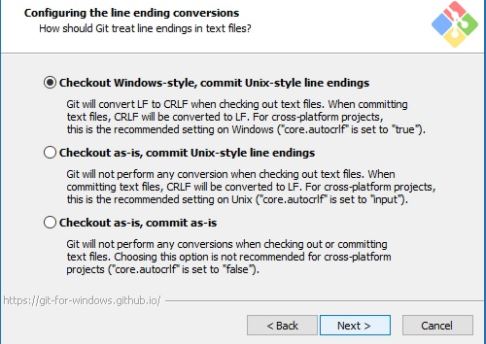 Configuring the line ending conversions
How should Git treat line endings in text files?
Checkout Windows-style, commit Unix-style line endings
Git will convert LF to CRLF when checking out text files. When committing
text files, CRLF will be converted to LF. For cross-platform projects,
this is the recommended setting on Windows ("core.autocrlf" is set to "true").
Checkout as-is, commit Unix-style line endings
Git will not perform any conversion when checking out text files. When
committing text files, CRLF will be converted to LF. For cross-platform projects,
this is the recommended setting on Unix ("core.autocrlf" is set to "input").
Checkout as-is, commit as-is
Git will not perform any conversions when checking out or committing
text files. Choosing this option is not recommended for cross-platform
projects ("core.autocrlf" is set to "false").
https://git-for-windows.github.io/
< Back
Next >
Cancel